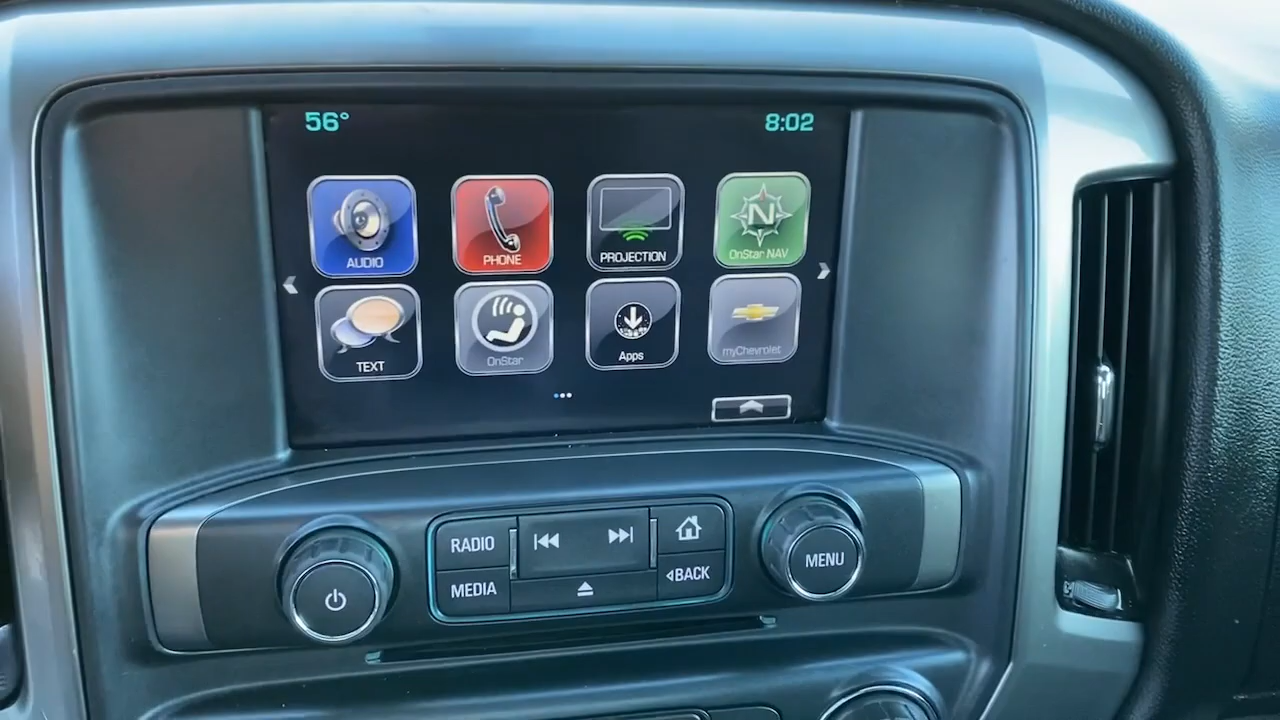 56°
8:02
AUDIO
PHONE
PROJECTION
N
OnStar NAV
TEXT
OnStar
Apps
myChevrolet
RADIO
MEDIA
BACK
MENU